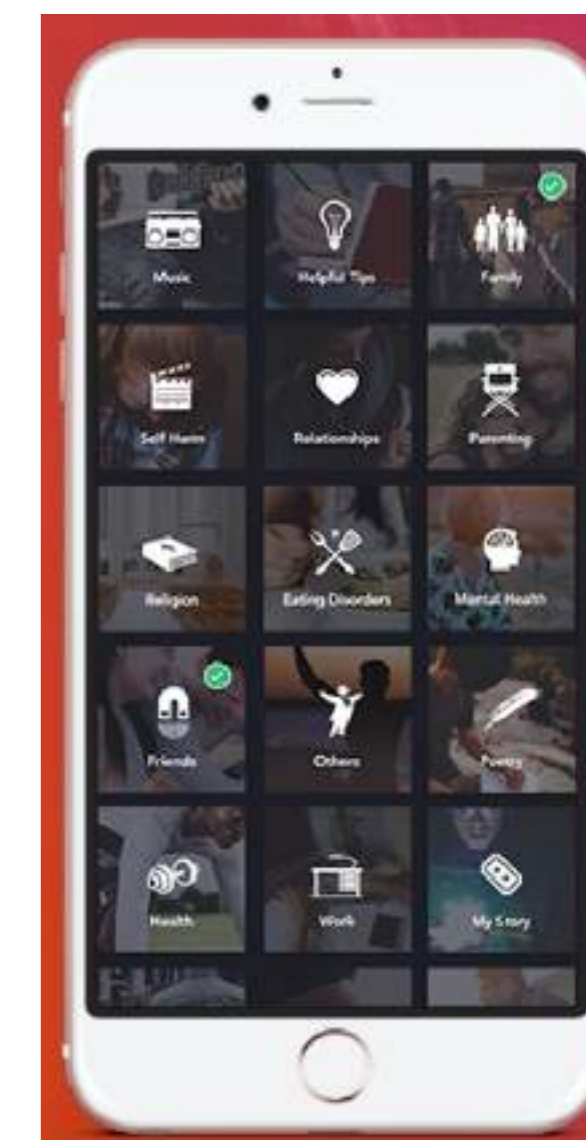 Music
Helpful Tips
Family
Self Harm
Relationships
Parenting
Religion
Eating Disorders
Mental Health
Friends
Others
Poetry
Health
Work
My Story